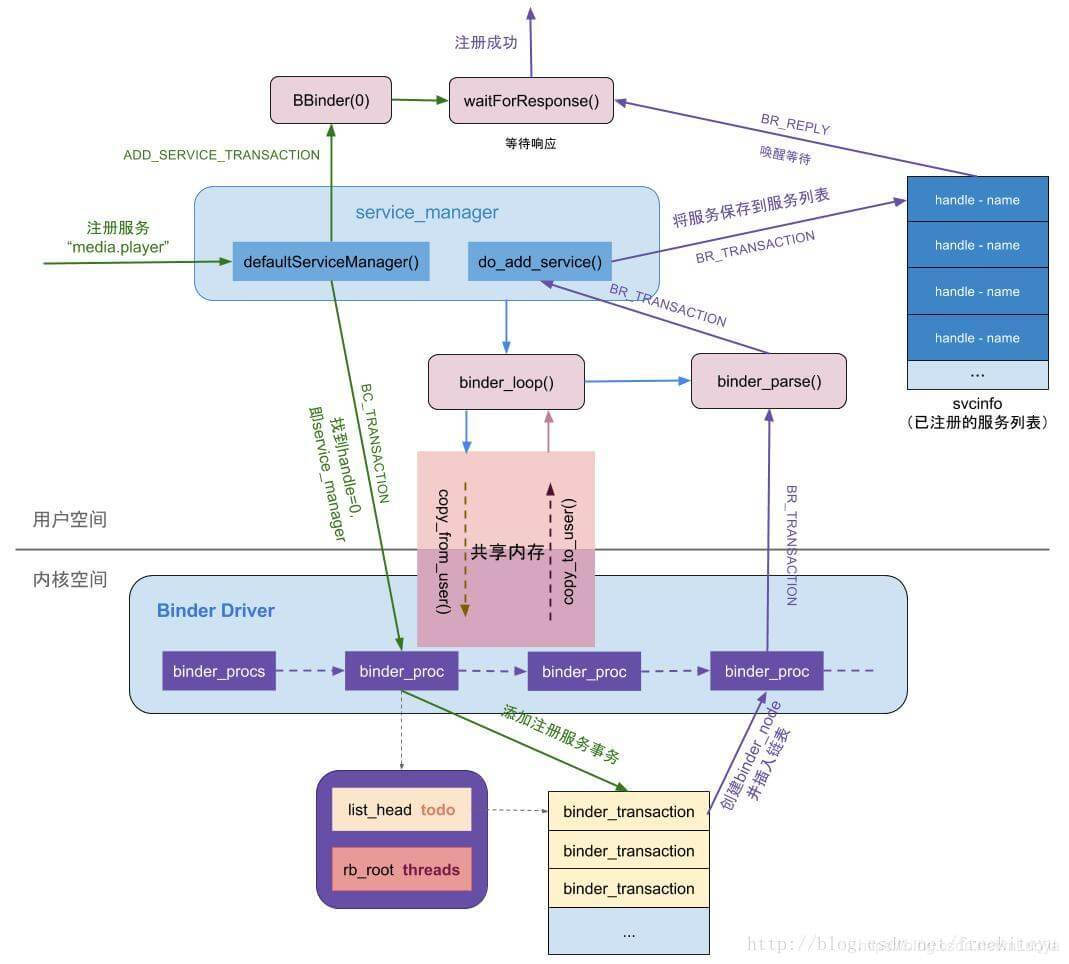 注册成功
BBinder(0)
waitForResponse()
等待响应
BR_REPLY
唤醒等待
ADD_SERVICE_TRANSACTION
注册服务
“media.player”
service_manager
defaultServiceManager()
do_add_service()
将服务保存到服务列表
BR_TRANSACTION
handle - name
handle - name
handle - name
handle - name
...
svcinfo
（已注册的服务列表）
BR_TRANSACTION
binder_loop()
binder_parse()
BC_TRANSACTION
找到handle=0,
即service_manager
copy_from_user()
共享内存
copy_to_user()
BR_TRANSACTION
用户空间
内核空间
Binder Driver
binder_procs
binder_proc
binder_proc
binder_proc
添加注册服务事务
创建binder_node
并插入链表
list_head todo
rb_root threads
binder_transaction
binder_transaction
binder_transaction
...
http://blog.csdn.net/freekiteyu